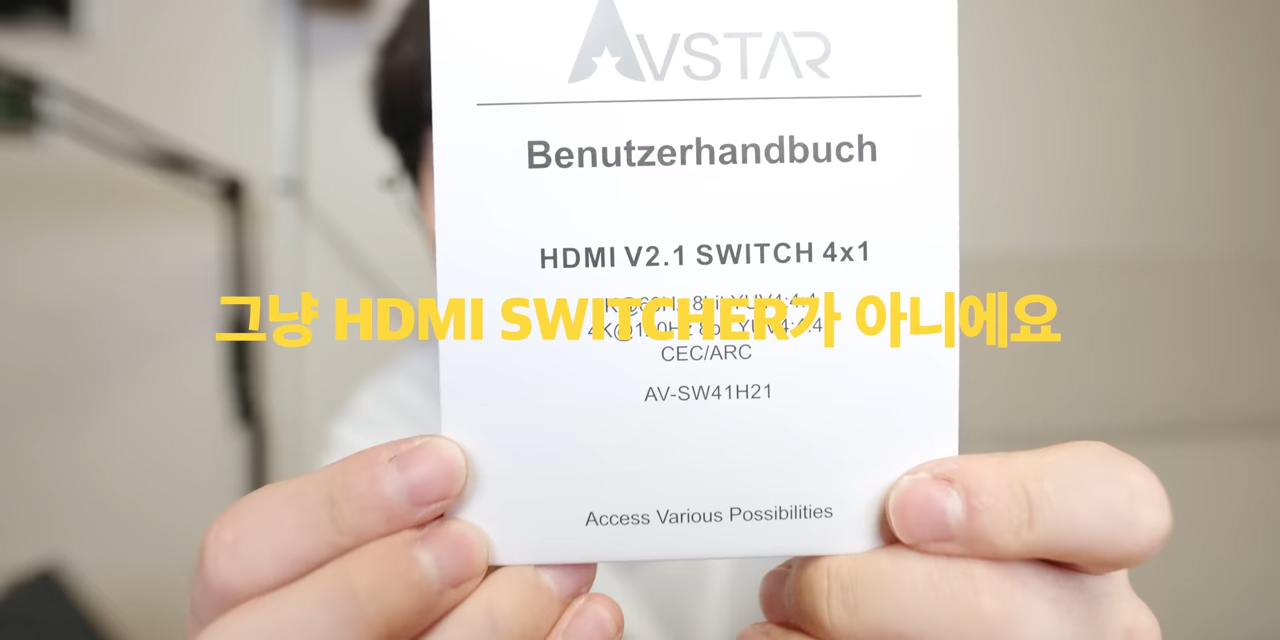 AVSTAR
Benutzerhandbuch
HDMI V2.1 SWITCH 4x1
그냥 HDMI SWITCHER가 아니에요
CEC/ARC
AV-SW41H21
Access Various Possibilities